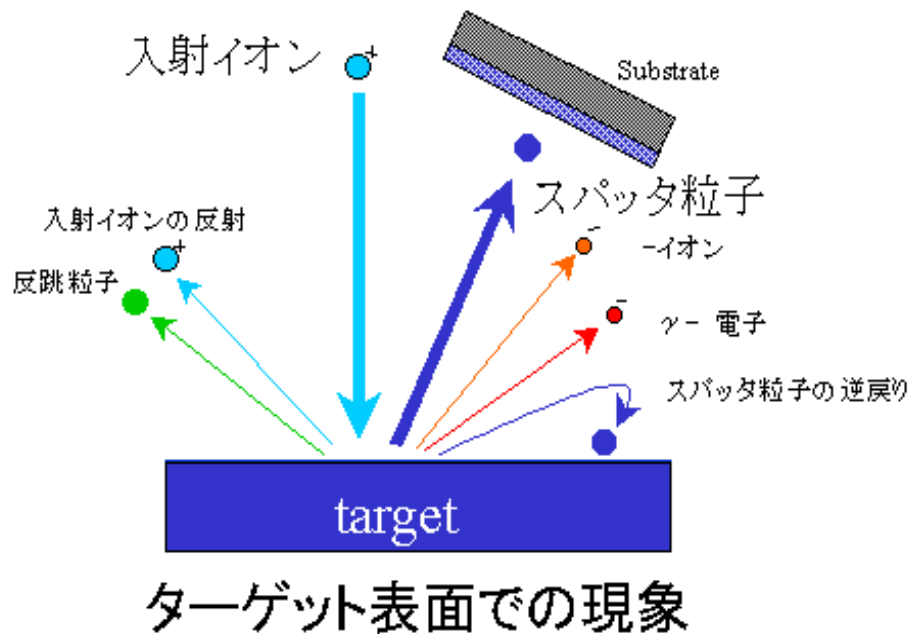 入射イオン
+
Substrate
スパッタ粒子
入射イオンの反射
+
反跳粒子
-
-イオン
-
γ- 電子
スパッタ粒子の逆戻り
target
ターゲット表面での現象